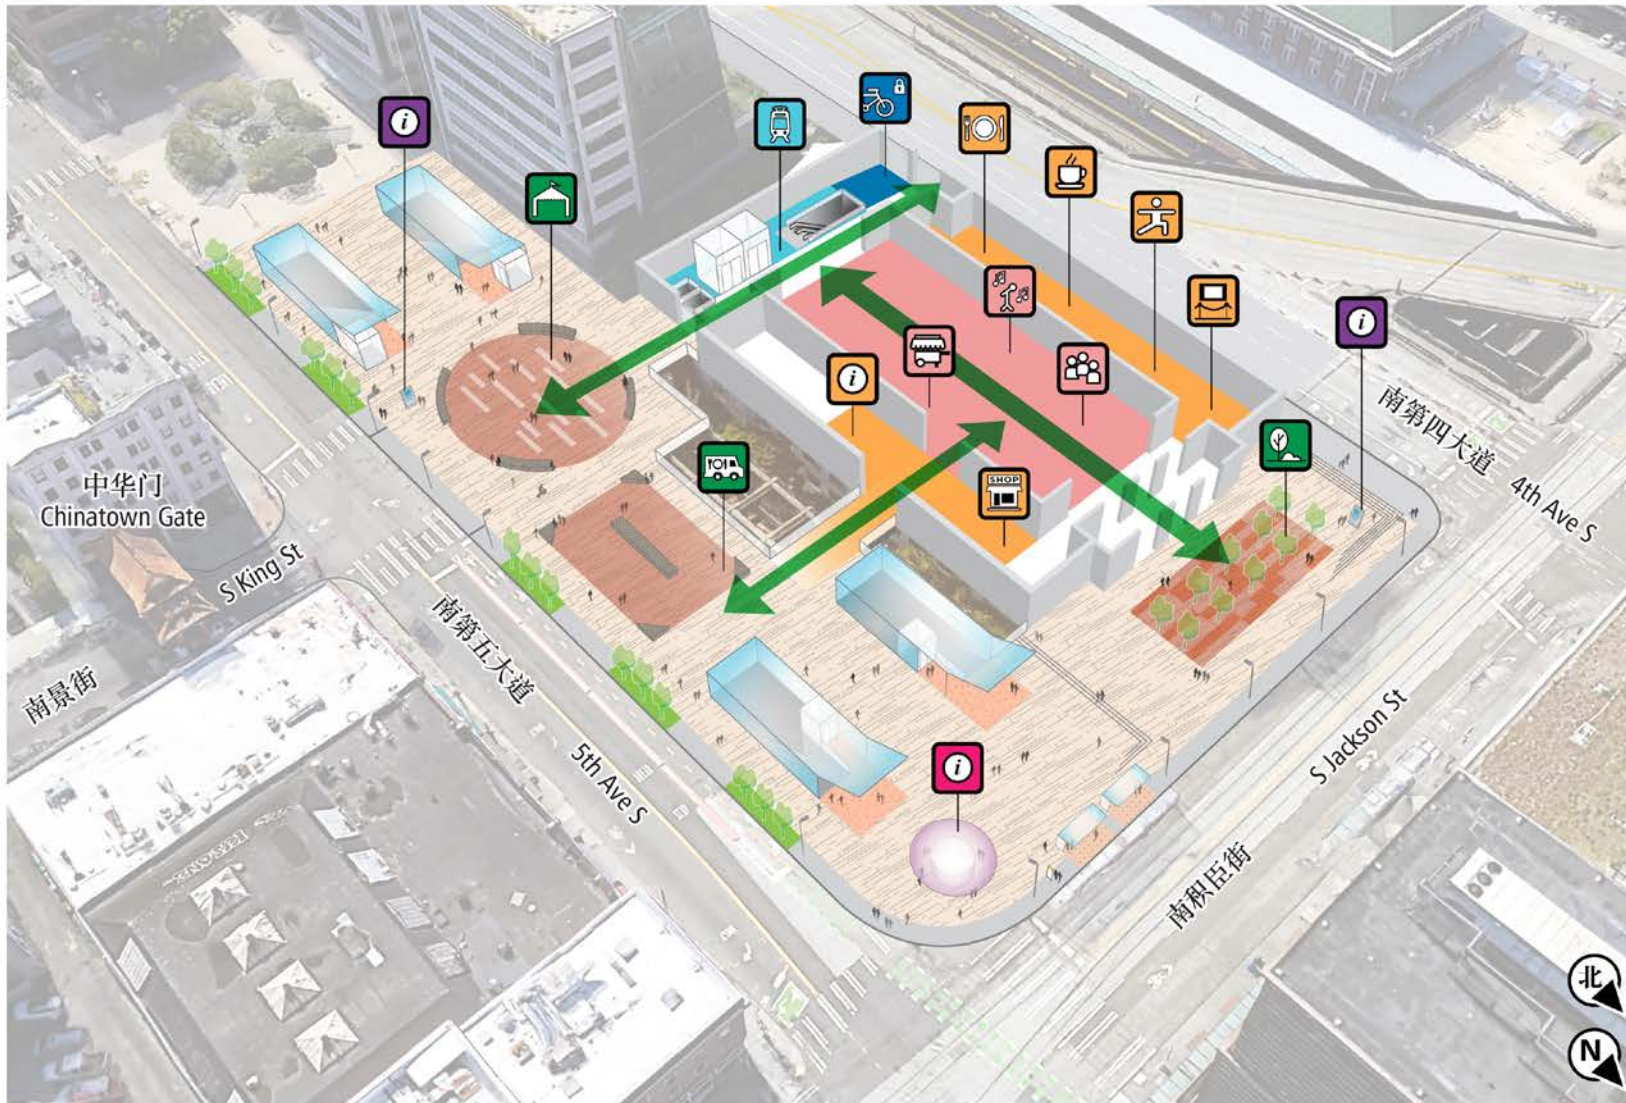 i
i
i
SHOP
南第四大道
4th Ave S
中华门
Chinatown Gate
S King St
南景街
南第五大道
5th Ave S
i
S Jackson St
南积臣街
北
N